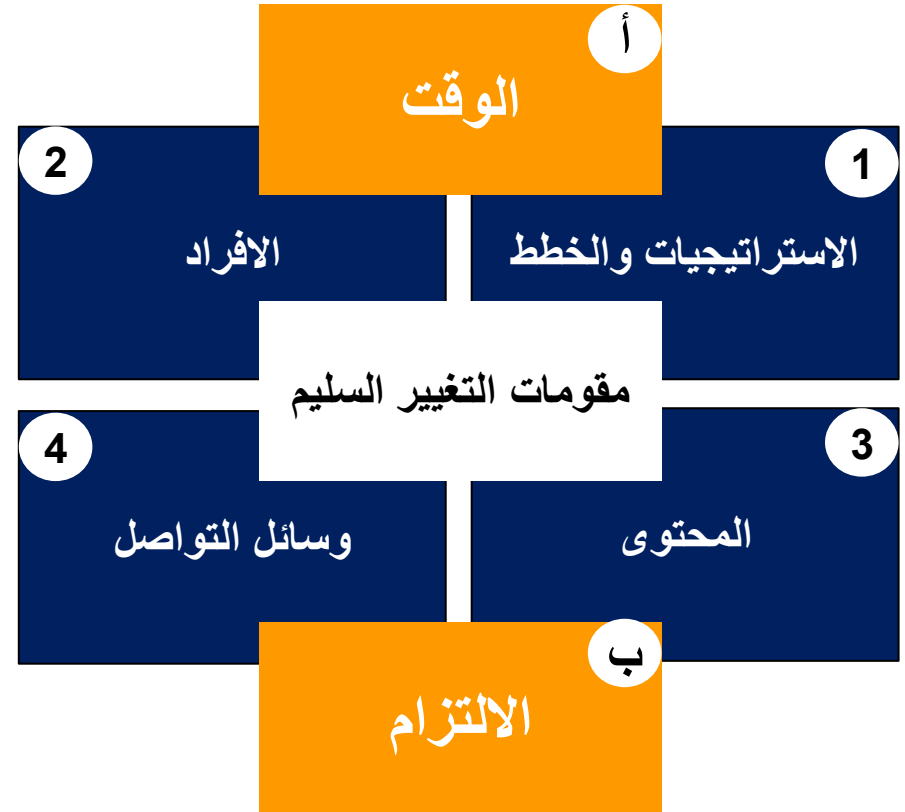 أ
الوقت
1
الاستراتيجيات والخطط
2
الافراد
مقومات التغيير السليم
3
المحتوى
4
وسائل التواصل
ب
الالتزام